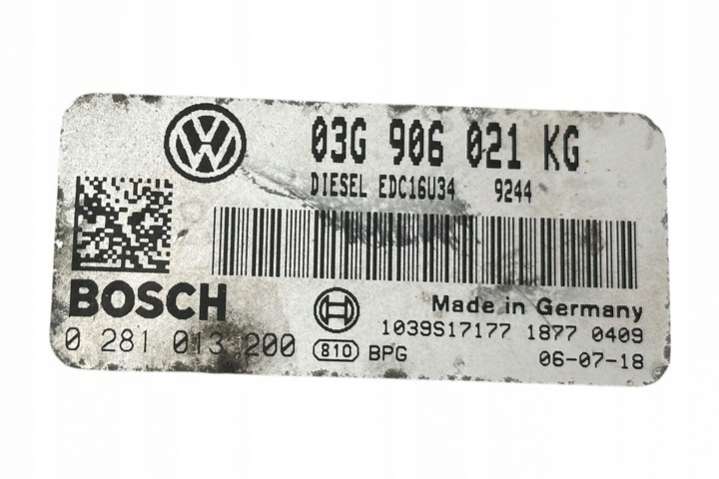 03G 906 021 KG
DIESEL EDC16U34 9244
BOSCH
0 281 013 200
Made in Germany
1039S17177 1877 0409
810 BPG 06-07-18